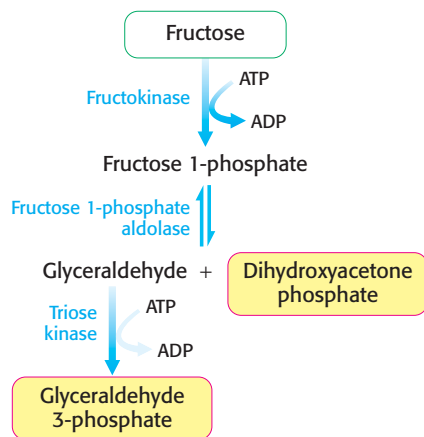 Fructose
Fructokinase
ATP
ADP
Fructose 1-phosphate
Fructose 1-phosphate
aldolase
Glyceraldehyde + Dihydroxyacetone
phosphate
Triose
kinase
ATP
ADP
Glyceraldehyde
3-phosphate